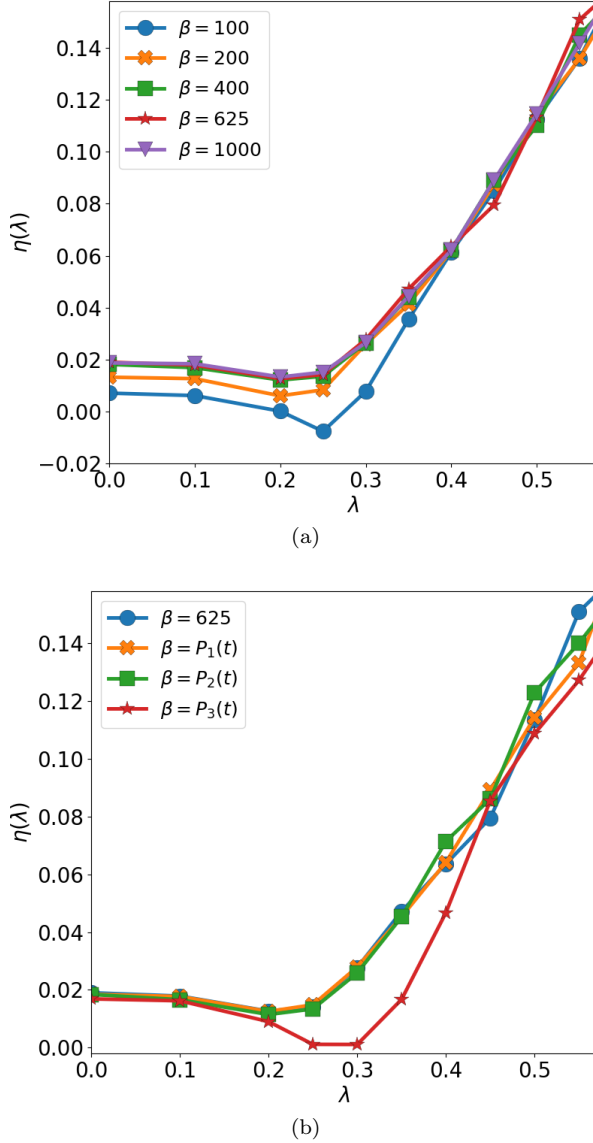 0.14
0.12
0.10
0.08
0.06
0.04
0.02
0.00
−0.02
η(λ)
β = 100
β = 200
β = 400
β = 625
β = 1000
0.0 0.1 0.2 0.3 0.4 0.5
λ
(a)
0.14
0.12
0.10
0.08
0.06
0.04
0.02
0.00
η(λ)
β = 625
β = P₁(t)
β = P₂(t)
β = P₃(t)
0.0 0.1 0.2 0.3 0.4 0.5
λ
(b)